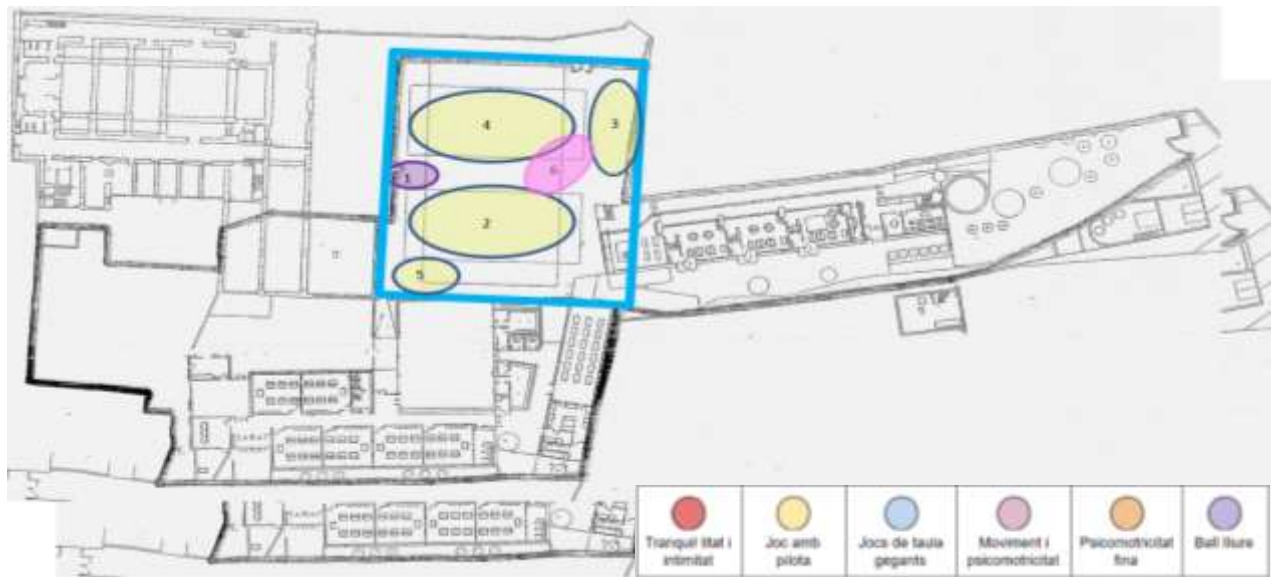 4
3
6
1
2
5
Tranquil·litat i
intimitat
Joc amb
pilota
Jocs de taula
gegants
Moviment i
psicomotricitat
Psicomotricitat
fina
Ball lliure